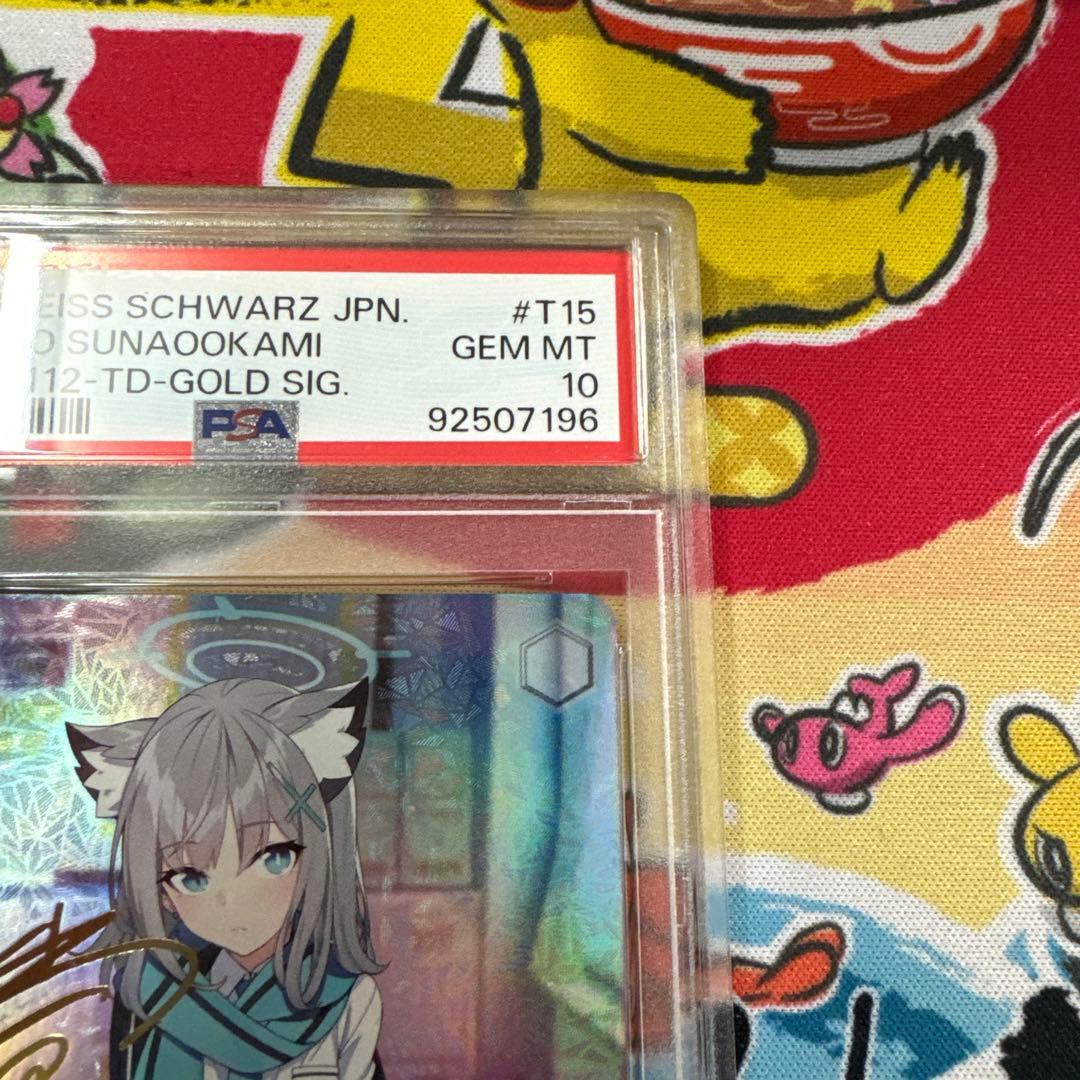 EISS SCHWARZ JPN. #T15
O SUNAOOKAMI GEM MT
112-TD-GOLD SIG. 10
PSA 92507196